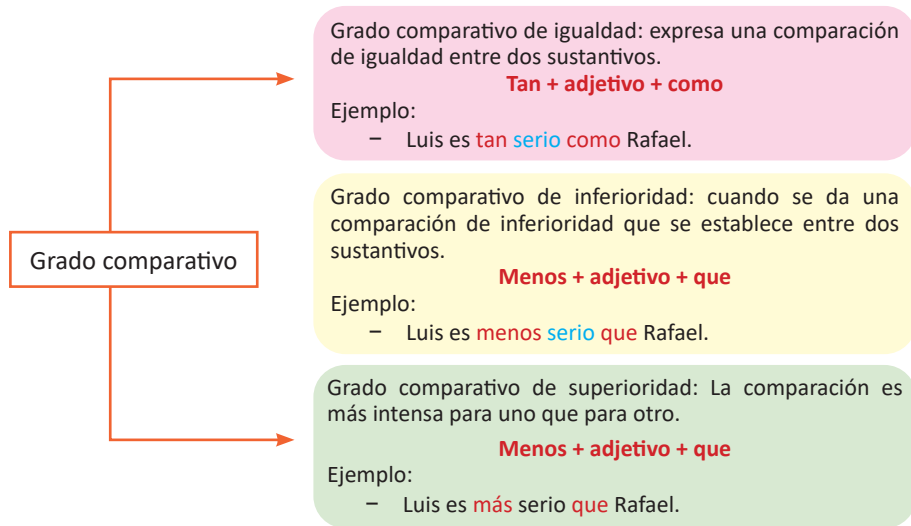 Grado comparativo
Grado comparativo de igualdad: expresa una comparación
de igualdad entre dos sustantivos.
Tan + adjetivo + como
Ejemplo:
– Luis es tan serio como Rafael.
Grado comparativo de inferioridad: cuando se da una
comparación de inferioridad que se establece entre dos
sustantivos.
Menos + adjetivo + que
Ejemplo:
– Luis es menos serio que Rafael.
Grado comparativo de superioridad: La comparación es
más intensa para uno que para otro.
Menos + adjetivo + que
Ejemplo:
– Luis es más serio que Rafael.